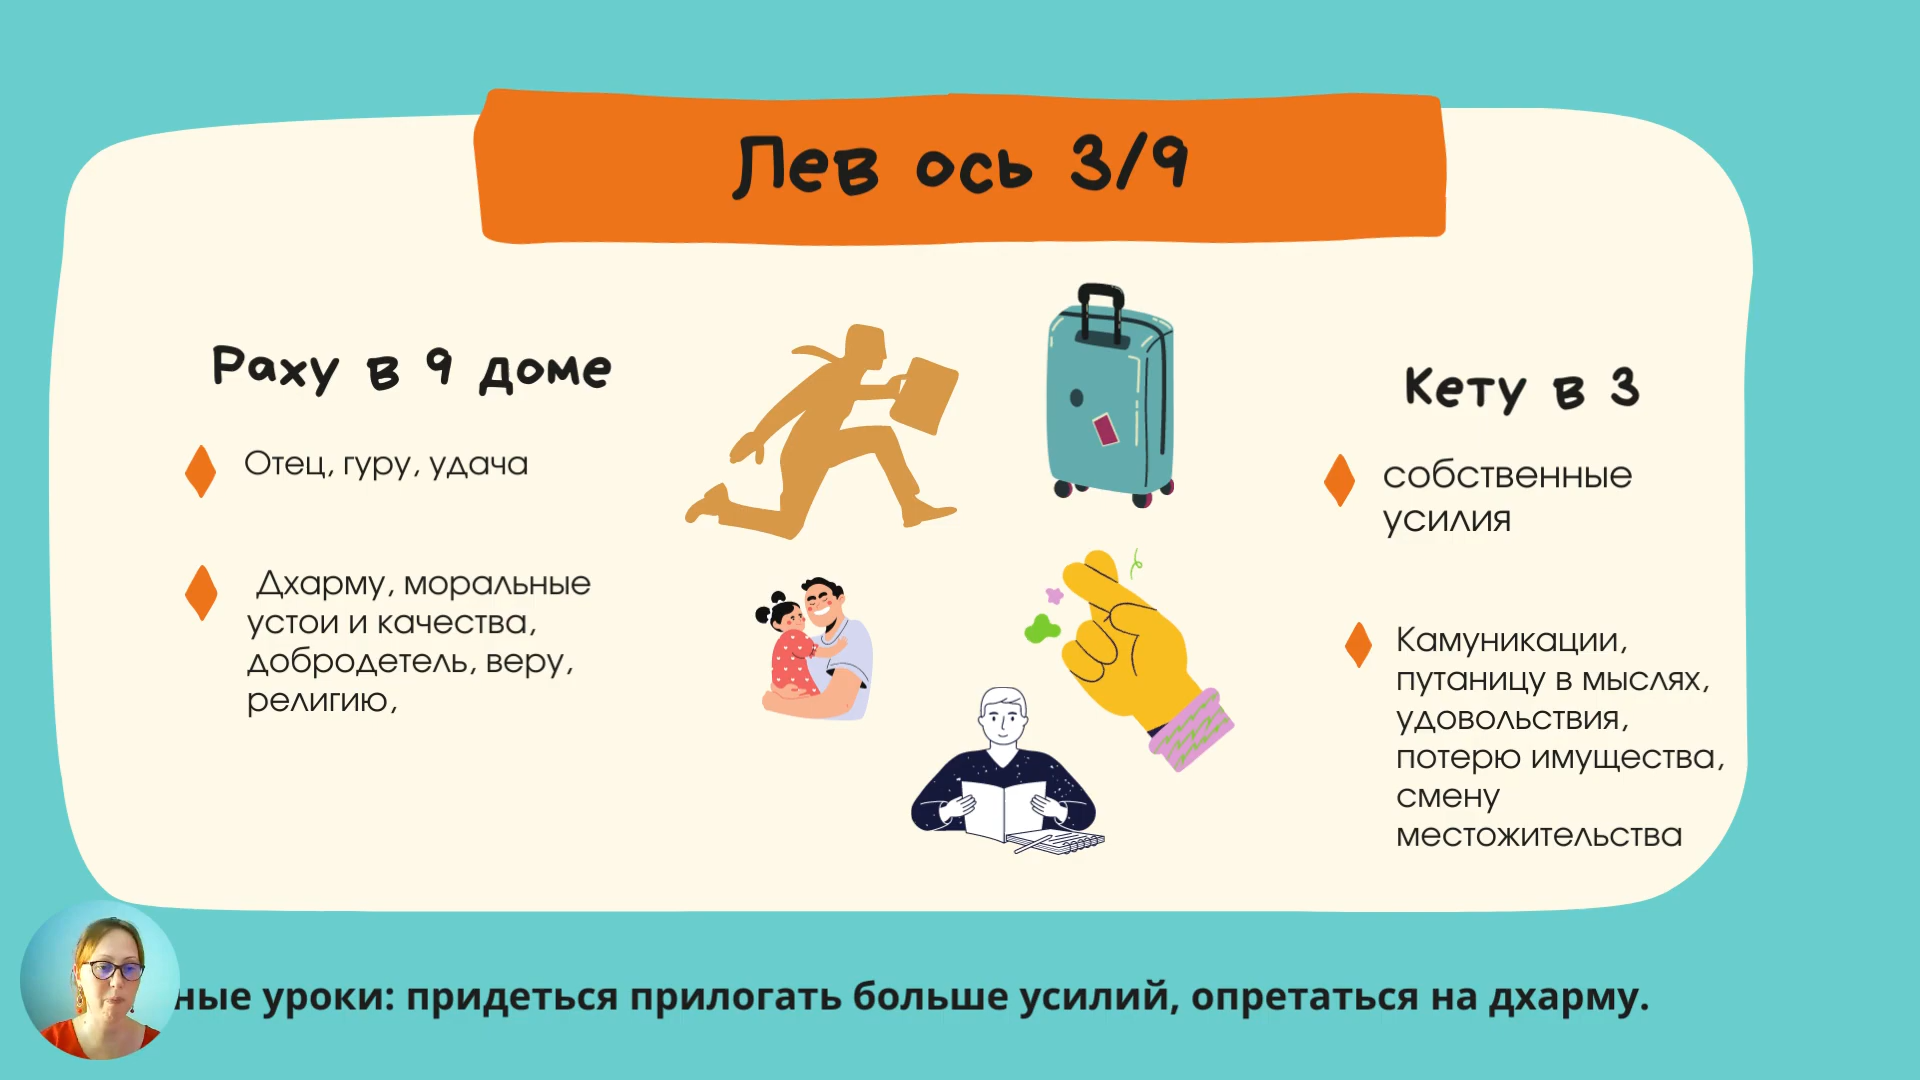 Лев ось 3/9
Раху в 9 доме
Отец, гуру, удача
Дхарму, моральные
устои и качества,
добродетель, веру,
религию,
Кету в 3
собственные
усилия
Камуникации,
путаницу в мыслях,
удовольствия,
потерю имущества,
смену
местожительства
уроки: придеться прилогать больше усилий, опретаться на дхарму.